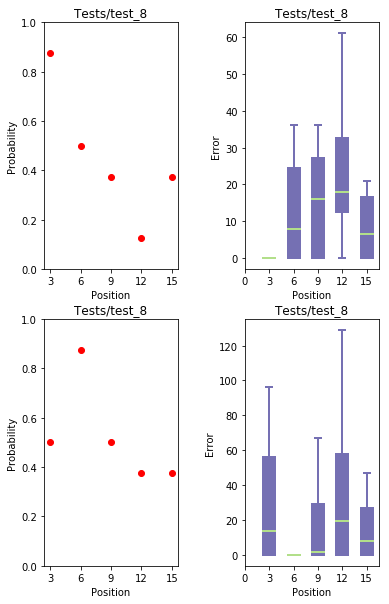 Tests/test_8
1.0
0.8
0.6
0.4
0.2
0.0
Probability
3 6 9 12 15
Position
Tests/test_8
60
50
40
30
20
10
0
Error
0 3 6 9 12 15
Position
Tests/test_8
1.0
0.8
0.6
0.4
0.2
0.0
Probability
3 6 9 12 15
Position
Tests/test_8
120
100
80
60
40
20
0
Error
0 3 6 9 12 15
Position